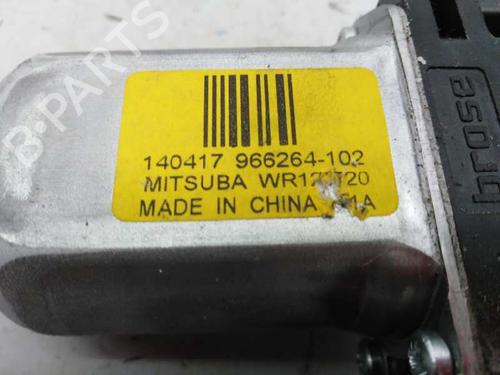 140417 966264-102
MITSUBA
MADE IN CHINA
brose
B-PARTS